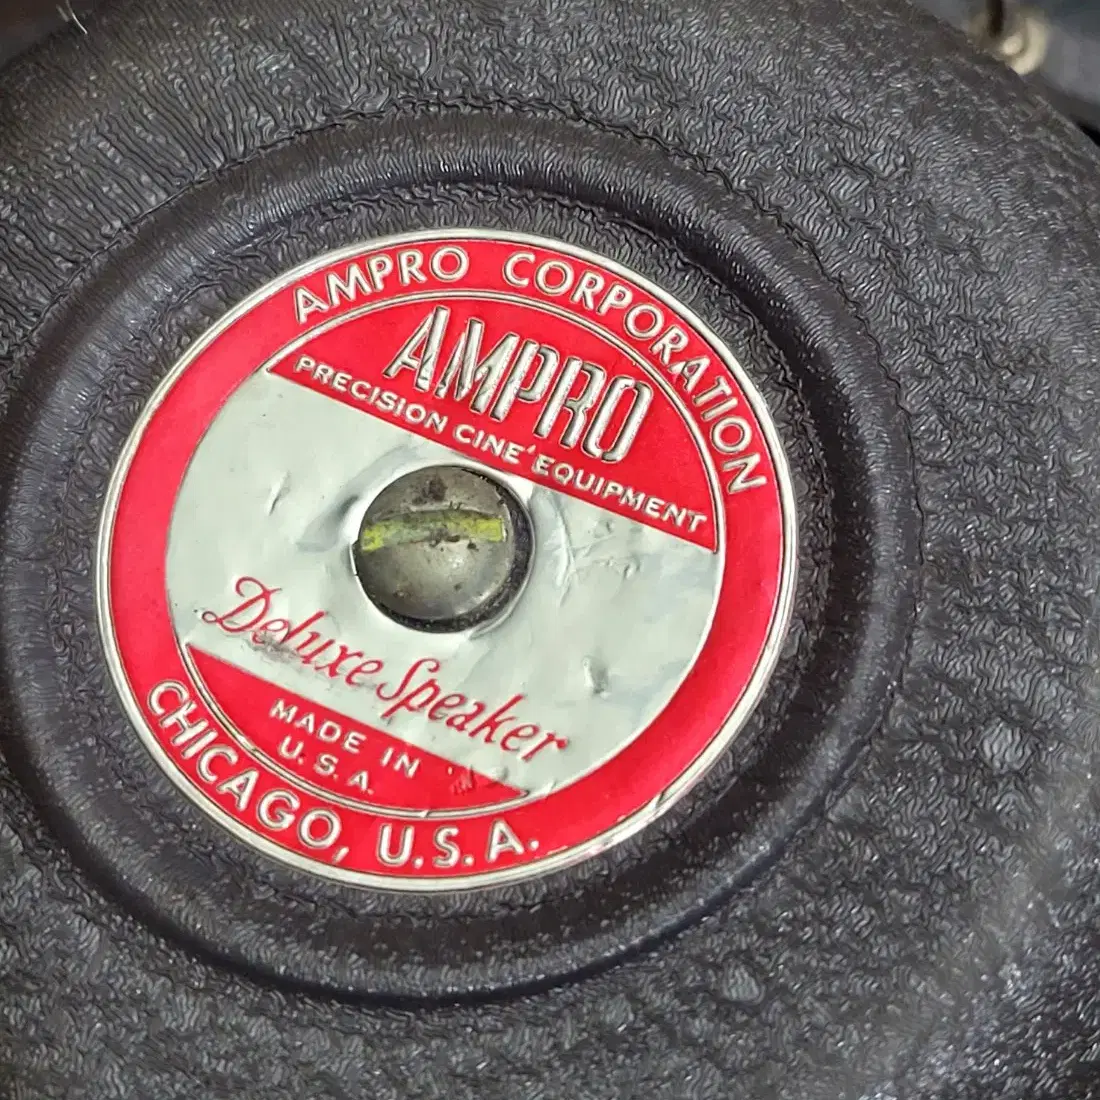 AMPRO CORPORATION
AMPRO
PRECISION CINE' EQUIPMENT
Deluxe Speaker
MADE IN
U.S.A.
CHICAGO, U.S.A.